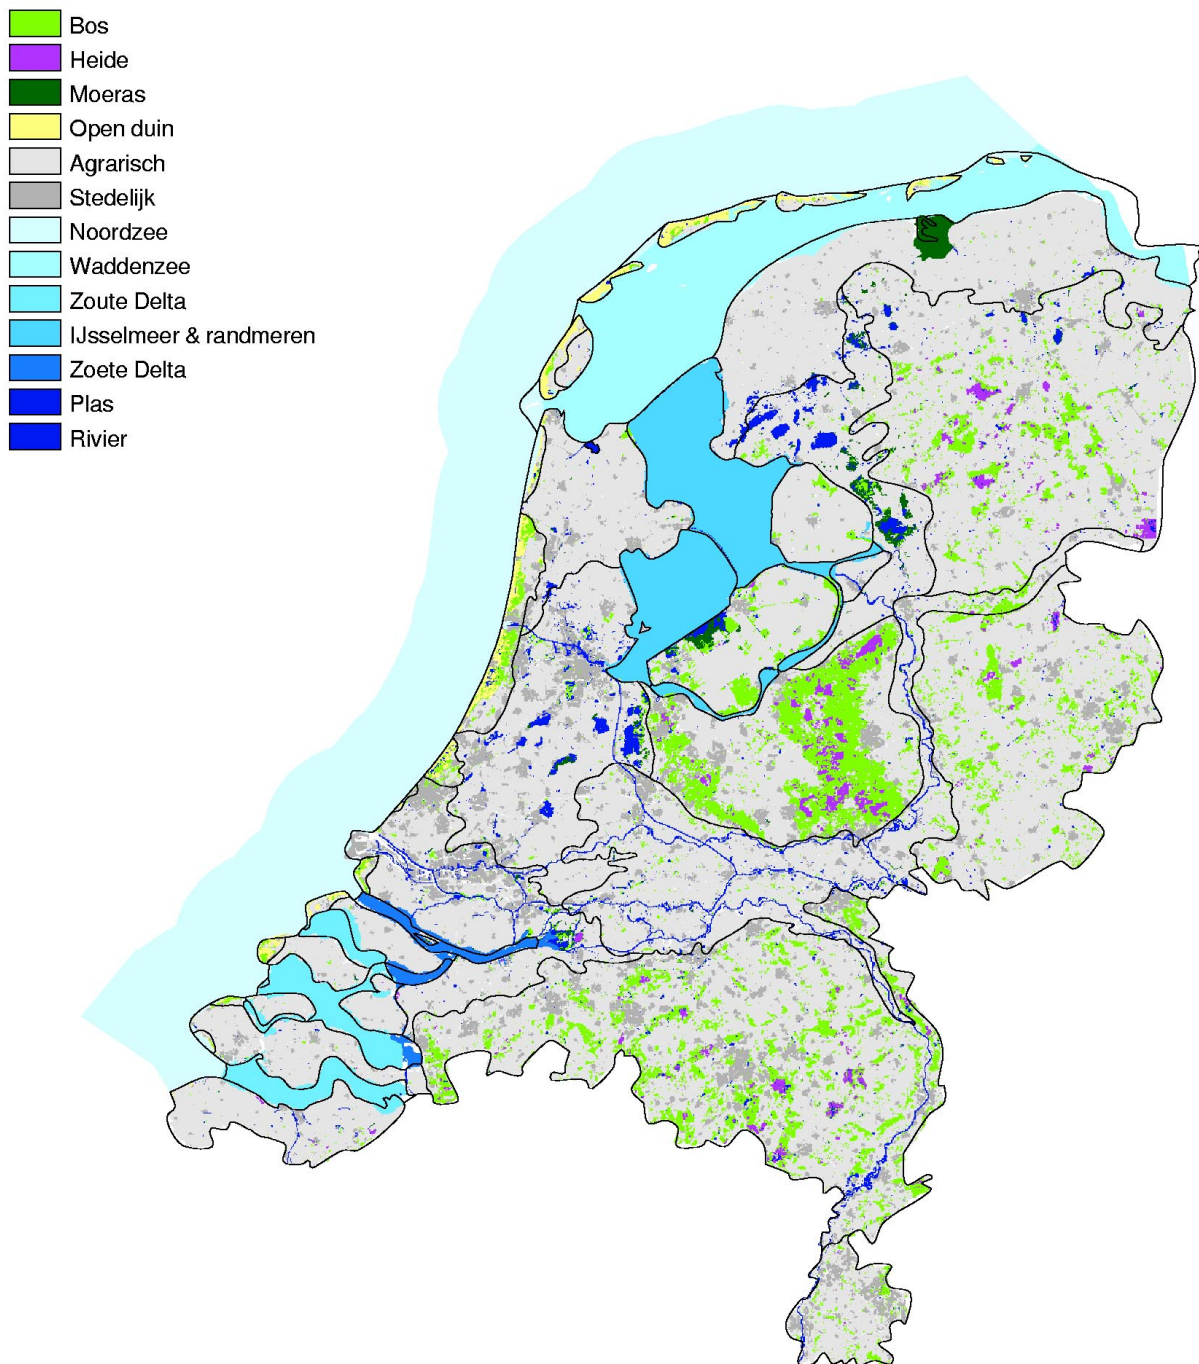 Bos
Heide
Moeras
Open duin
Agrarisch
Stedelijk
Noordzee
Waddenzee
Zoute Delta
IJsselmeer & randmeren
Zoete Delta
Plas
Rivier